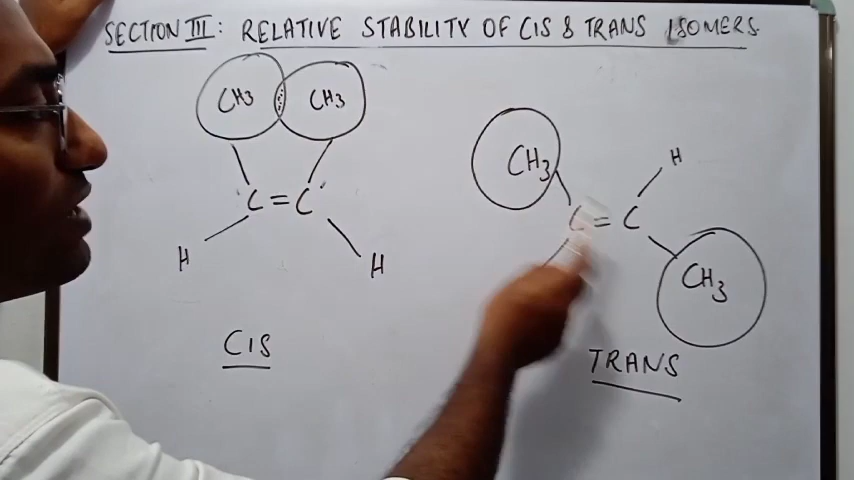 SECTION III: RELATIVE STABILITY OF CIS & TRANS ISOMERS
CH3 CH3
C=C
H H
CIS
CH3 H
C=C
CH3
TRANS